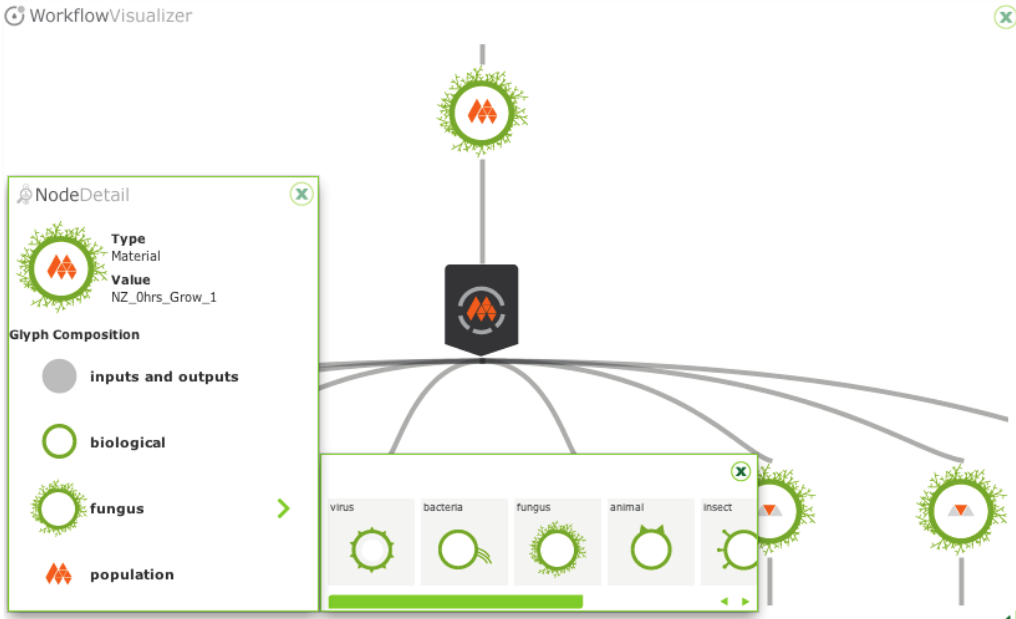 WorkflowVisualizer
NodeDetail
Type
Material
Value
NZ_0hrs_Grow_1
Glyph Composition
inputs and outputs
biological
fungus
population
virus
bacteria
fungus
animal
insect